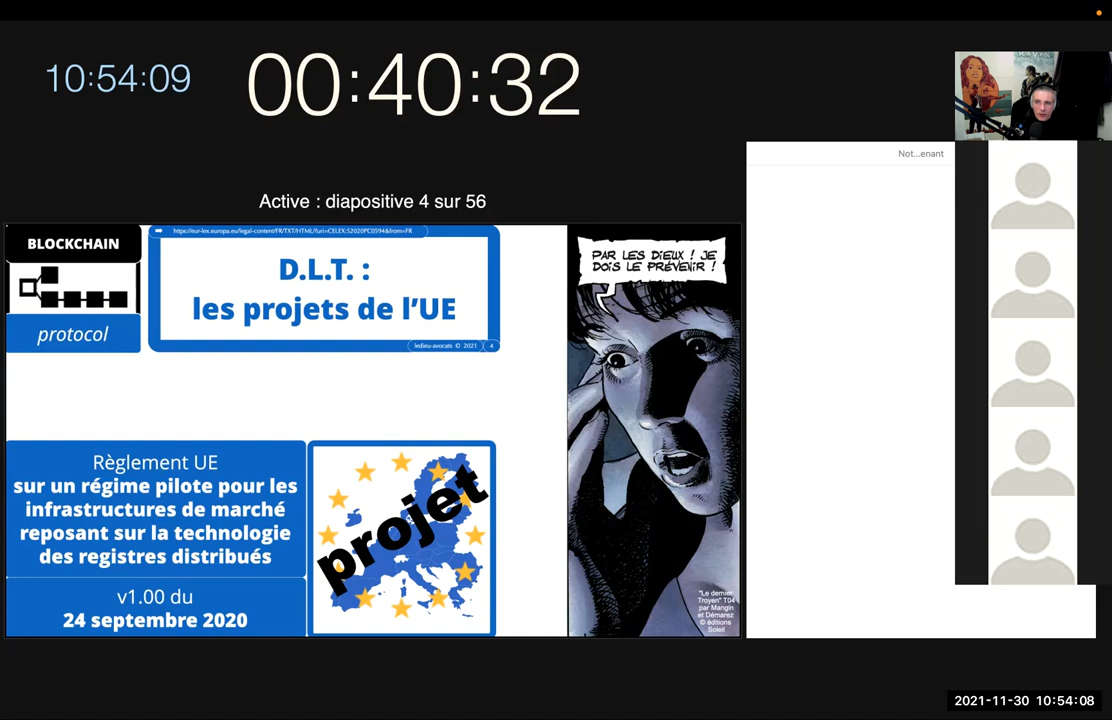 10:54:09
00:40:32
Not...enant
Active : diapositive 4 sur 56
BLOCKCHAIN
protocol
https://eur-lex.europa.eu/legal-content/FR/TXT/HTML/?uri=CELEX:52020PC0594&from=FR
D.L.T. :
les projets de l’UE
ledieu-avocats © 2021
4
PAR LES DIEUX ! JE
DOIS LE PRÉVENIR !
Règlement UE
sur un régime pilote pour les
infrastructures de marché
reposant sur la technologie
des registres distribués
v1.00 du
24 septembre 2020
projet
"Le dernier
Troyen" T04
par Mangin
et Démarez
© éditions
Soleil
2021-11-30 10:54:08